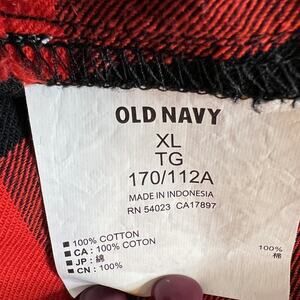 OLD NAVY
XL
TG
170/112A
MADE IN INDONESIA
RN 54023 CA17897
■ 100% COTTON
■ CA : 100% COTON
■ JP : 綿
■ CN : 100%
100%
棉